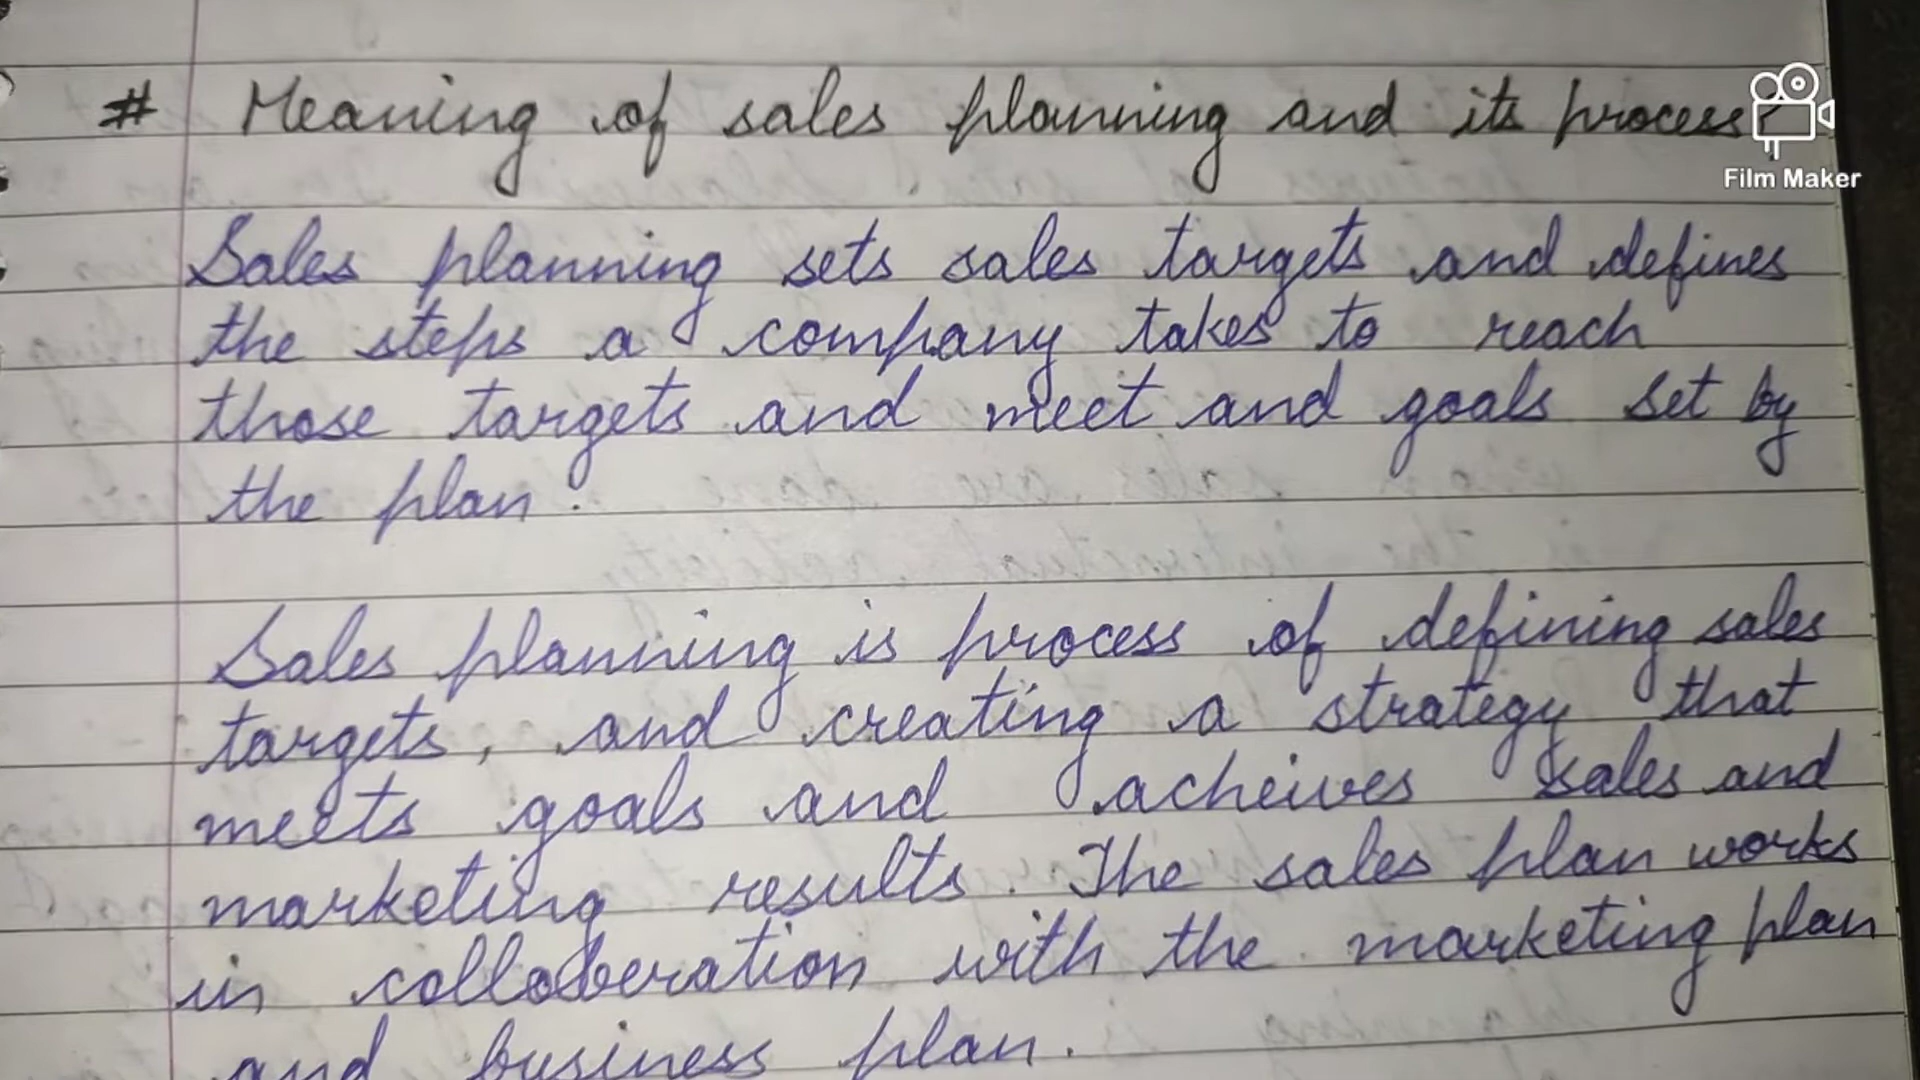 # Meaning of sales planning and its process?
Film Maker
Sales planning sets sales targets and defines
the steps a company takes to reach
those targets and meet and goals set by
the plan.
Sales planning is process of defining sales
targets, and creating a strategy that
meets goals and acheives sales and
marketing results. The sales plan works
in colloberation with the marketing plan
and business plan.